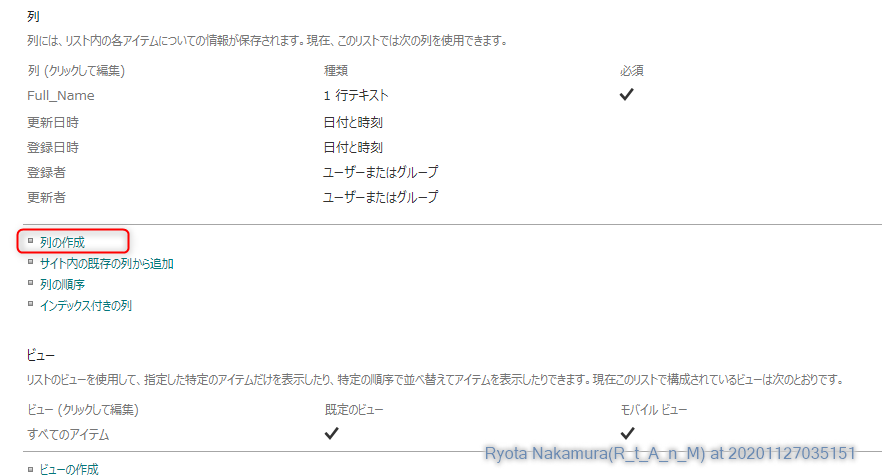 列
列には、リスト内の各アイテムについての情報が保存されます。現在、このリストでは次の列を使用できます。
列 (クリックして編集) 種類 必須
Full_Name 1 行テキスト
更新日時 日付と時刻
登録日時 日付と時刻
登録者 ユーザーまたはグループ
更新者 ユーザーまたはグループ
列の作成
サイト内の既存の列から追加
列の順序
インデックス付きの列
ビュー
リストのビューを使用して、指定した特定のアイテムだけを表示したり、特定の順序で並べ替えてアイテムを表示したりできます。現在このリストで構成されているビューは次のとおりです。
ビュー (クリックして編集) 既定のビュー モバイル ビュー
すべてのアイテム
Ryota Nakamura(R_t_A_n_M) at 20201127035151
ビューの作成